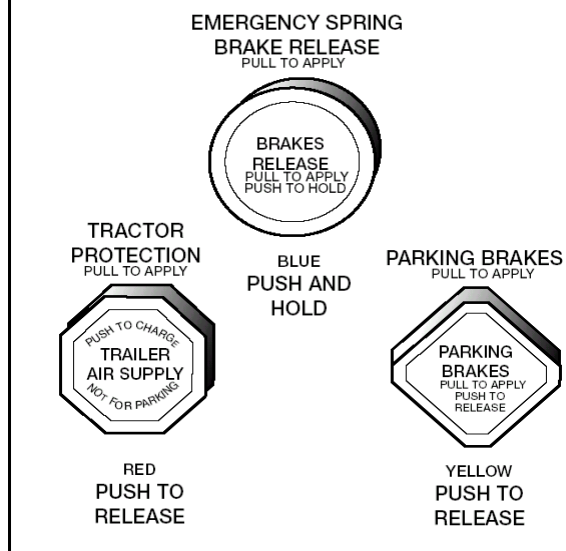 EMERGENCY SPRING
BRAKE RELEASE
PULL TO APPLY
BRAKES
RELEASE
PULL TO APPLY
PUSH TO HOLD
BLUE
PUSH AND
HOLD
TRACTOR
PROTECTION
PULL TO APPLY
PUSH TO CHARGE
TRAILER
AIR SUPPLY
NOT FOR PARKING
RED
PUSH TO
RELEASE
PARKING BRAKES
PULL TO APPLY
PARKING
BRAKES
PULL TO APPLY
PUSH TO
RELEASE
YELLOW
PUSH TO
RELEASE